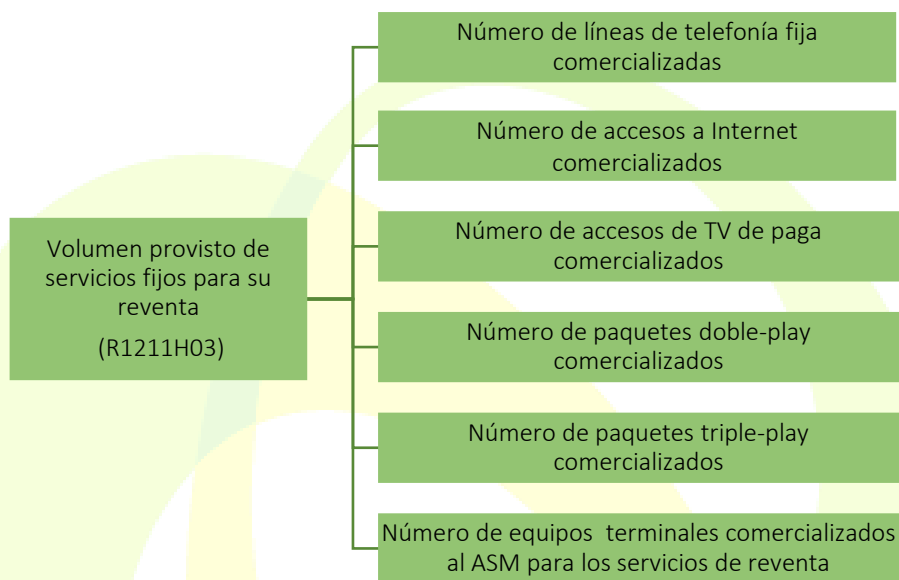 Número de líneas de telefonía fija
comercializadas
Número de accesos a Internet
comercializados
Número de accesos de TV de paga
comercializados
Volumen provisto de
servicios fijos para su
reventa
(R1211H03)
Número de paquetes doble-play
comercializados
Número de paquetes triple-play
comercializados
Número de equipos terminales comercializados
al ASM para los servicios de reventa